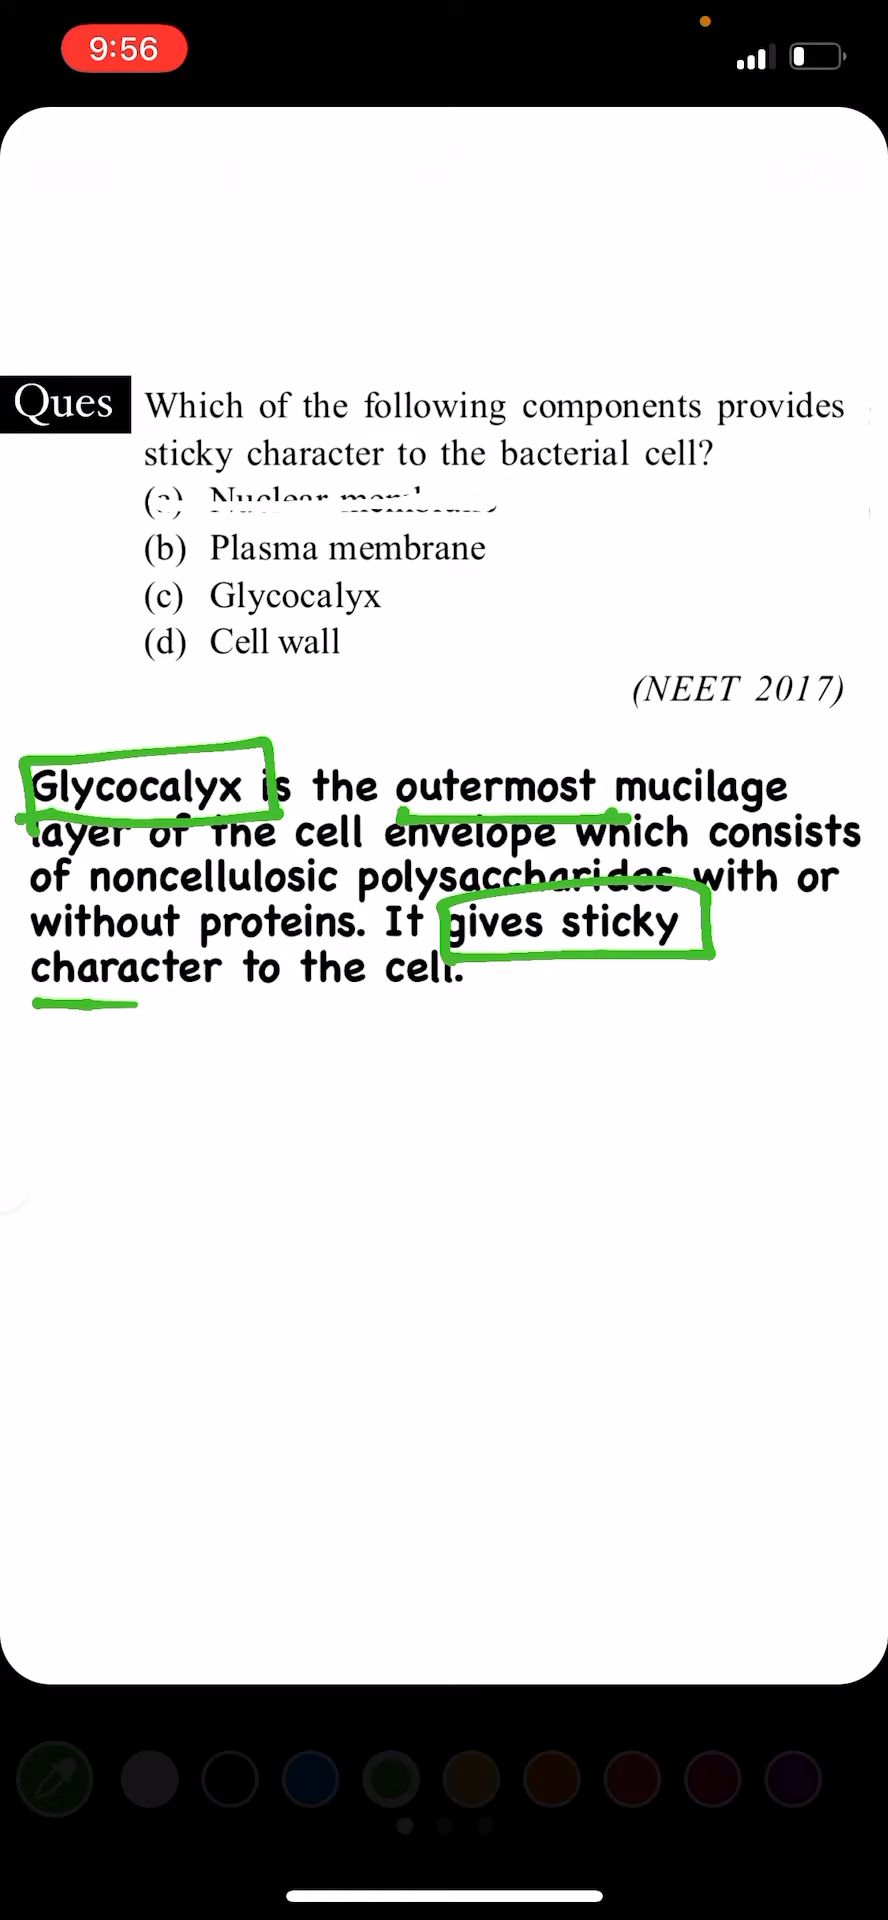 9:56
Ques Which of the following components provides
sticky character to the bacterial cell?
(a) Nuclear membrane
(b) Plasma membrane
(c) Glycocalyx
(d) Cell wall
(NEET 2017)
Glycocalyx is the outermost mucilage
layer of the cell envelope which consists
of noncellulosic polysaccharides with or
without proteins. It gives sticky
character to the cell.